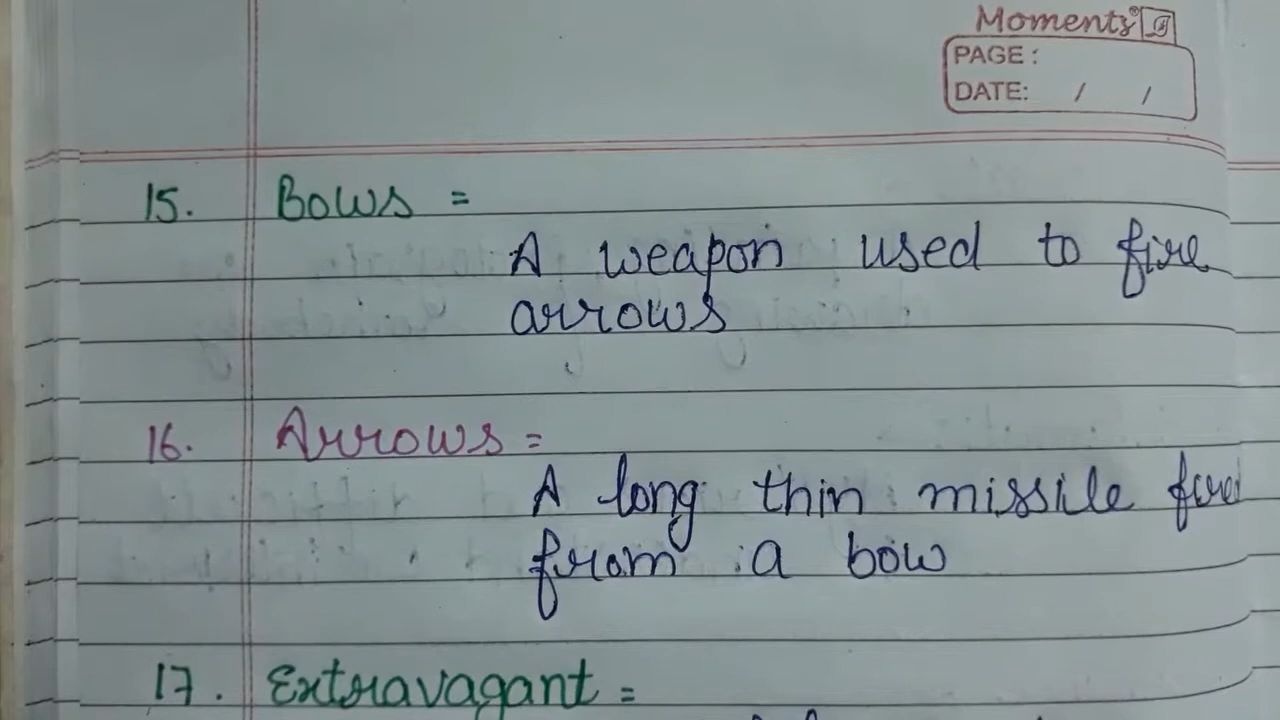 Moments
PAGE:
DATE: / /
15. Bows =
A weapon used to fire
arrows
16. Arrows =
A long thin missile
from a bow
17. Extravagant =